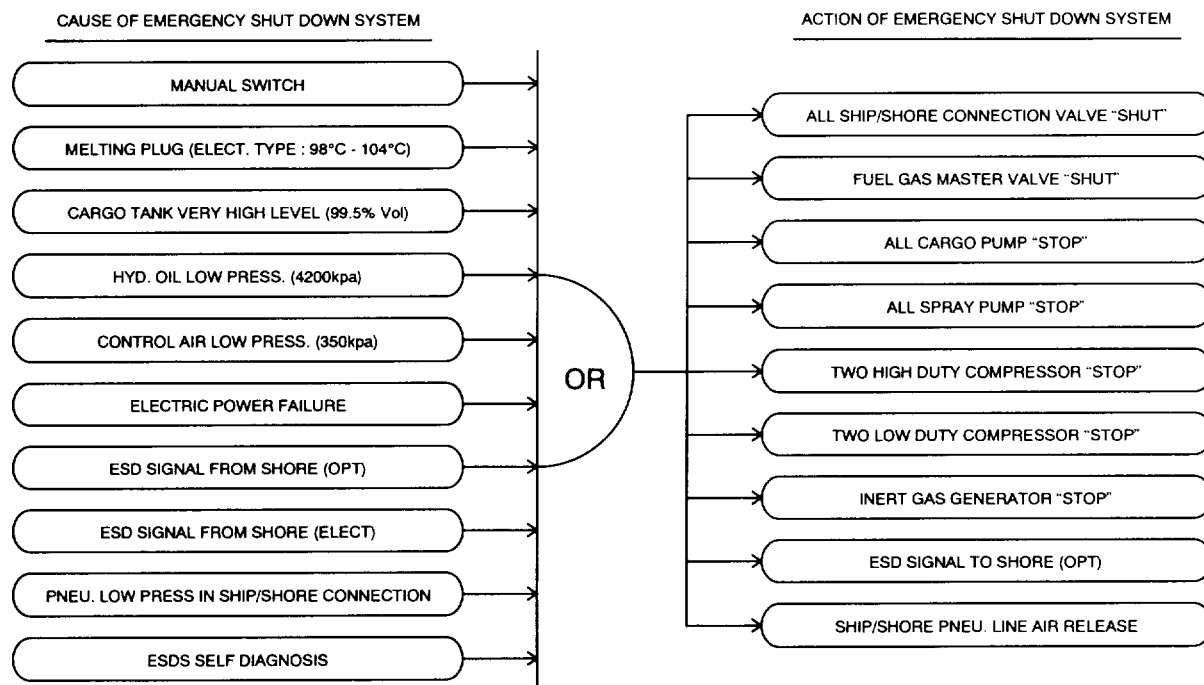 CAUSE OF EMERGENCY SHUT DOWN SYSTEM
MANUAL SWITCH
MELTING PLUG (ELECT. TYPE : 98°C - 104°C)
CARGO TANK VERY HIGH LEVEL (99.5% Vol)
HYD. OIL LOW PRESS. (4200kpa)
CONTROL AIR LOW PRESS. (350kpa)
ELECTRIC POWER FAILURE
ESD SIGNAL FROM SHORE (OPT)
ESD SIGNAL FROM SHORE (ELECT)
PNEU. LOW PRESS IN SHIP/SHORE CONNECTION
ESDS SELF DIAGNOSIS
OR
ACTION OF EMERGENCY SHUT DOWN SYSTEM
ALL SHIP/SHORE CONNECTION VALVE "SHUT"
FUEL GAS MASTER VALVE "SHUT"
ALL CARGO PUMP "STOP"
ALL SPRAY PUMP "STOP"
TWO HIGH DUTY COMPRESSOR "STOP"
TWO LOW DUTY COMPRESSOR "STOP"
INERT GAS GENERATOR "STOP"
ESD SIGNAL TO SHORE (OPT)
SHIP/SHORE PNEU. LINE AIR RELEASE